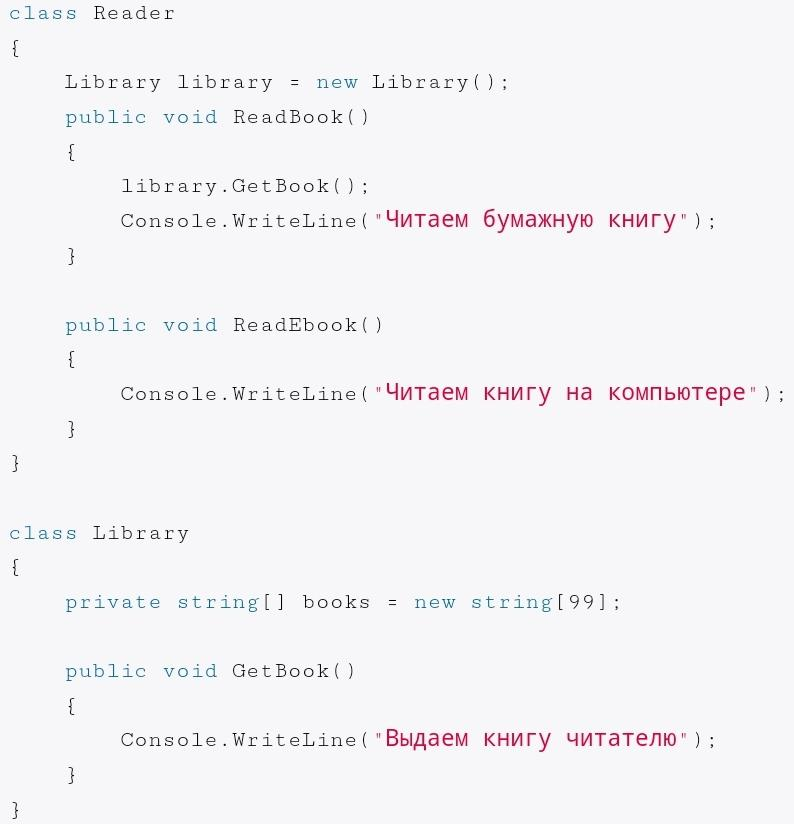 class Reader
{
    Library library = new Library();
    public void ReadBook()
    {
        library.GetBook();
        Console.WriteLine("Читаем бумажную книгу");
    }

    public void ReadEbook()
    {
        Console.WriteLine("Читаем книгу на компьютере");
    }
}

class Library
{
    private string[] books = new string[99];

    public void GetBook()
    {
        Console.WriteLine("Выдаем книгу читателю");
    }
}